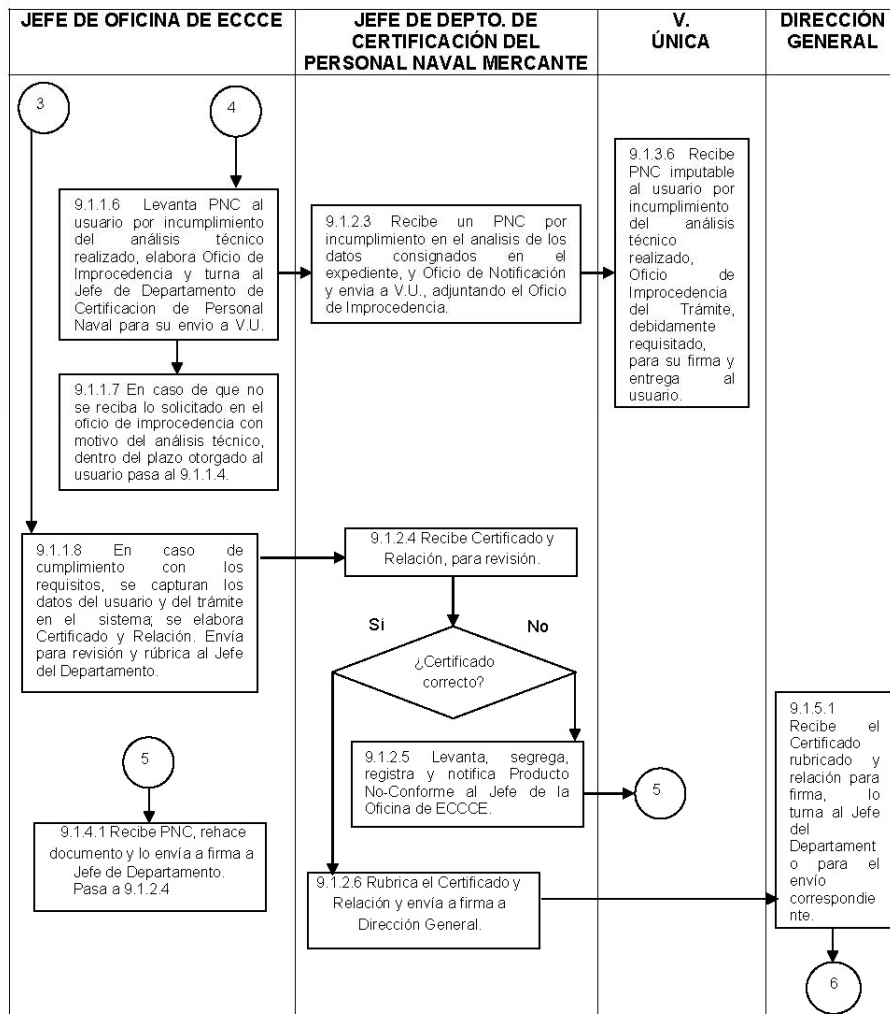 JEFE DE OFICINA DE ECCCE
JEFE DE DEPTO. DE
CERTIFICACIÓN DEL
PERSONAL NAVAL MERCANTE
V.
ÚNICA
DIRECCIÓN
GENERAL
3
4
9.1.1.6 Levanta PNC al
usuario por incumplimiento
del análisis técnico
realizado, elabora Oficio de
Improcedencia y turna al
Jefe de Departamento de
Certificacion de Personal
Naval para su envio a V.U.
9.1.2.3 Recibe un PNC por
incumplimiento en el analisis de los
datos consignados en el
expediente, y Oficio de Notificación
y envia a V.U., adjuntando el Oficio
de Improcedencia.
9.1.3.6 Recibe
PNC imputable
al usuario por
incumplimiento
del análisis
técnico
realizado,
Oficio de
Improcedencia
del Trámite,
debidamente
requisitado,
para su firma y
entrega al
usuario.
9.1.1.7 En caso de que no
se reciba lo solicitado en el
oficio de improcedencia con
motivo del análisis técnico,
dentro del plazo otorgado al
usuario pasa al 9.1.1.4.
9.1.1.8 En caso de
cumplimiento con los
requisitos, se capturan los
datos del usuario y del trámite
en el sistema; se elabora
Certificado y Relación. Envía
para revisión y rúbrica al Jefe
del Departamento.
9.1.2.4 Recibe Certificado y
Relación, para revisión.
Sí
No
¿Certificado
correcto?
9.1.2.5 Levanta, segrega,
registra y notifica Producto
No-Conforme al Jefe de la
Oficina de ECCCE.
5
5
9.1.4.1 Recibe PNC, rehace
documento y lo envía a firma a
Jefe de Departamento.
Pasa a 9.1.2.4
9.1.2.6 Rubrica el Certificado y
Relación y envía a firma a
Dirección General.
9.1.5.1
Recibe el
Certificado
rubricado y
relación para
firma, lo
turna al Jefe
del
Departament
o para el
envío
correspondie
nte.
6